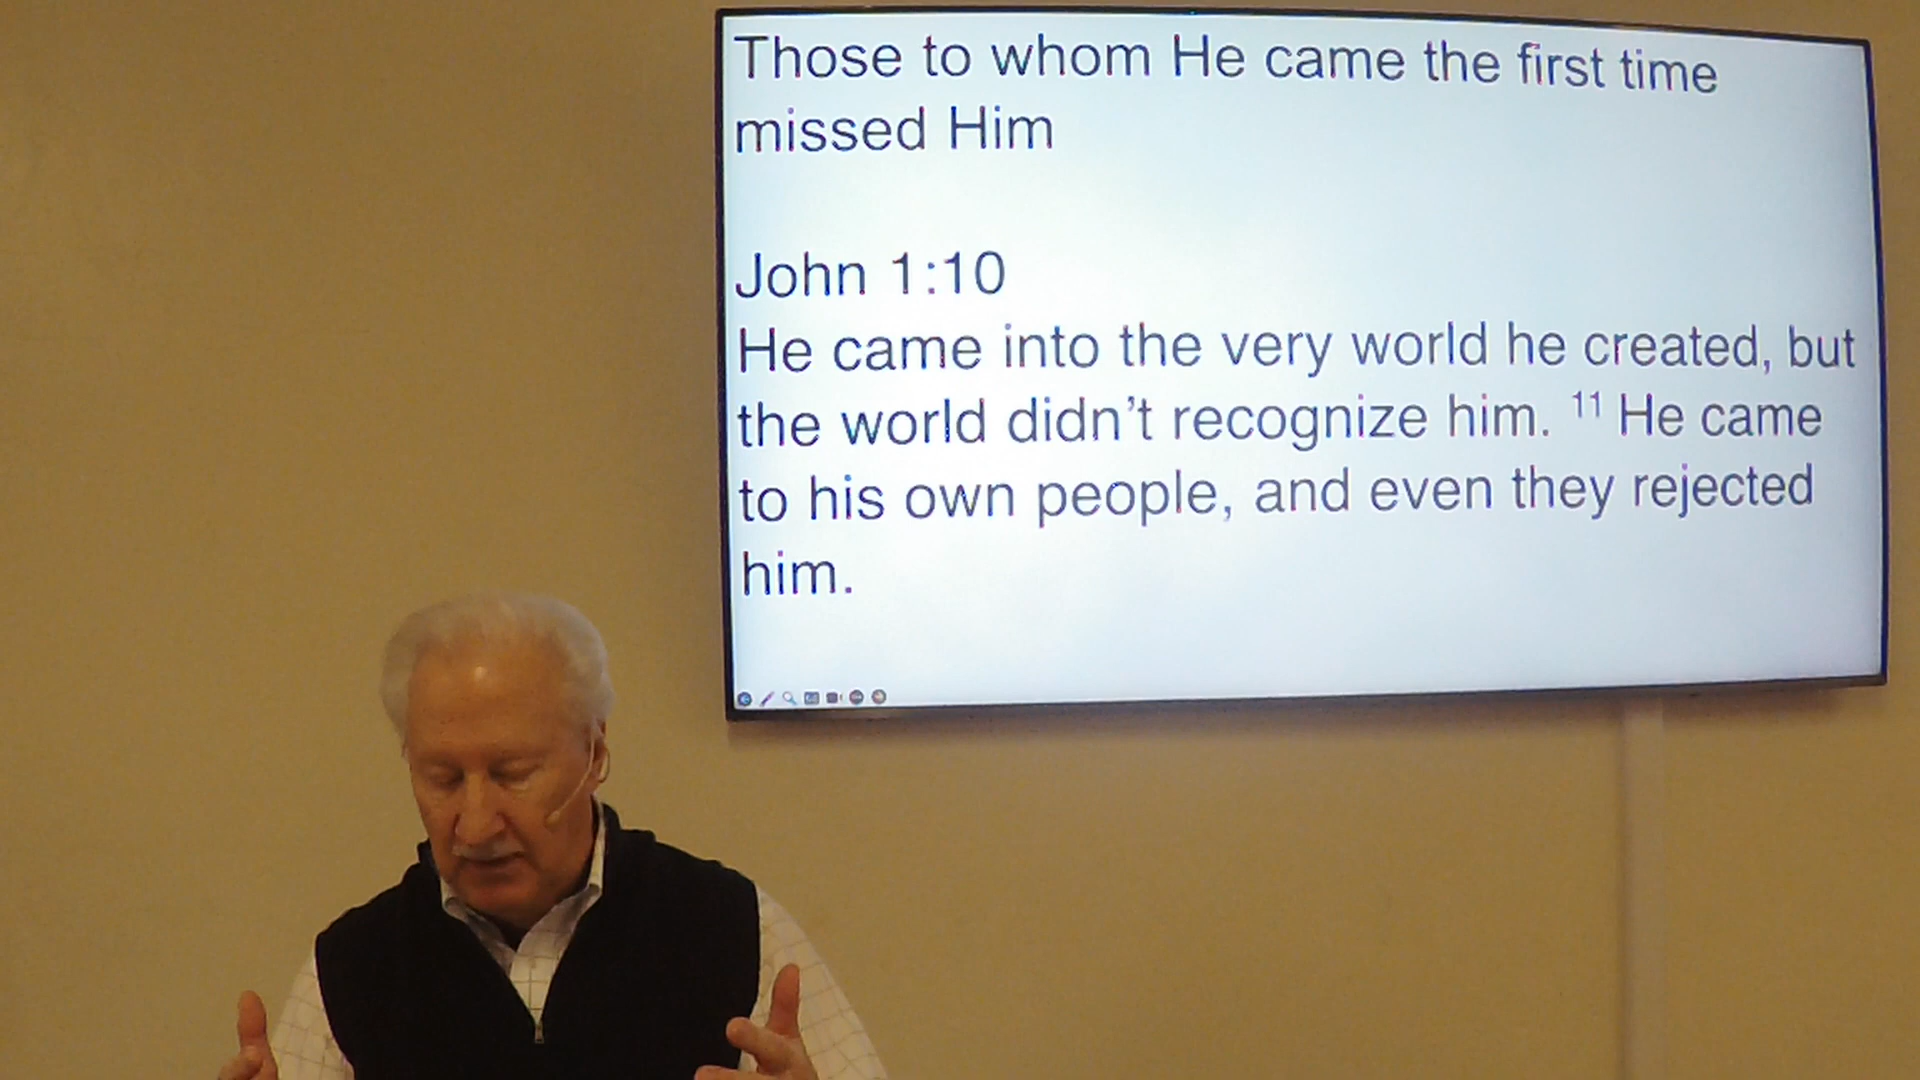 Those to whom He came the first time
missed Him
John 1:10
He came into the very world he created, but
the world didn’t recognize him. ¹¹ He came
to his own people, and even they rejected
him.